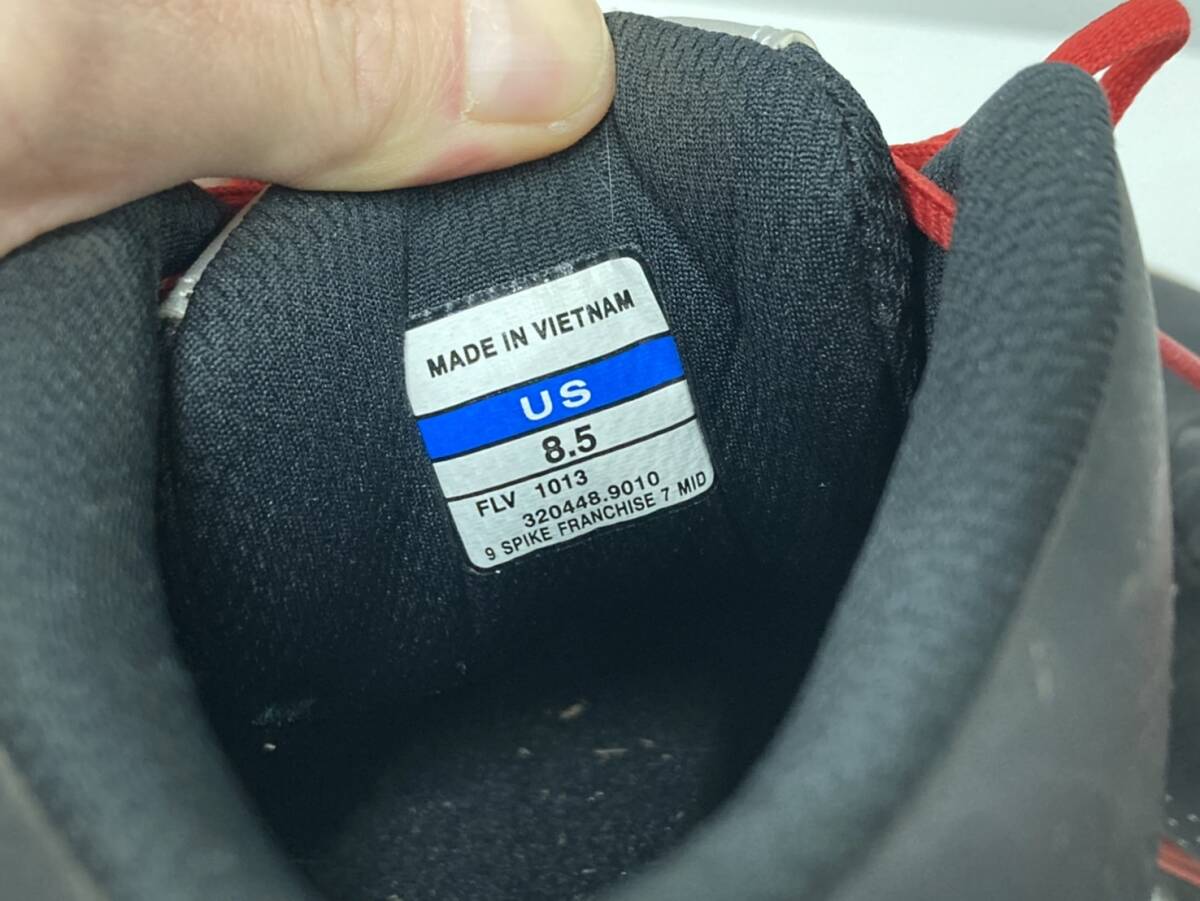 MADE IN VIETNAM
US
8.5
FLV 1013
320448.9010
9 SPIKE FRANCHISE 7 MID